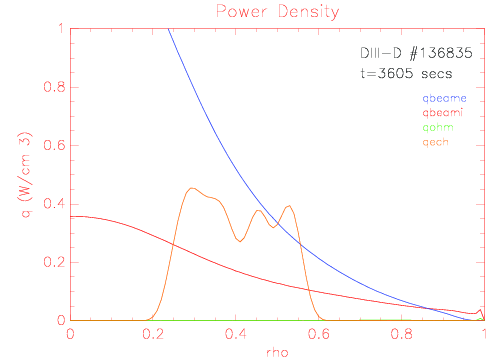 Power Density
DIII-D #136835
t=3605 secs
qbeame
qbeami
qohm
qech
q (W/cm 3)
1
0.8
0.6
0.4
0.2
0
0 0.2 0.4 0.6 0.8 1
rho